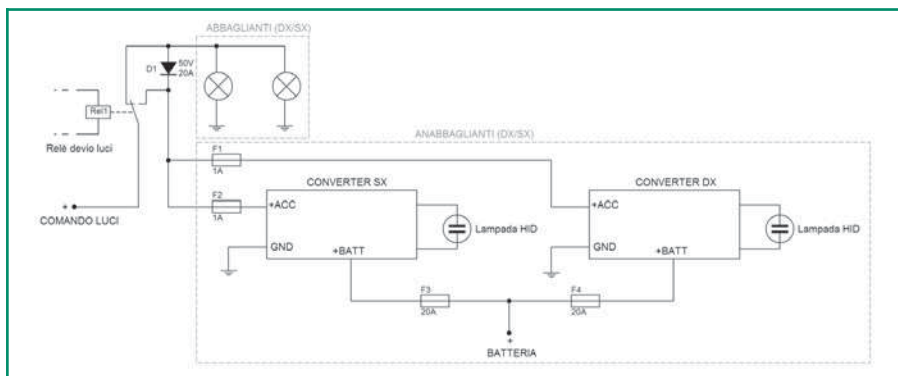 ABBAGLIANTI (DX/SX)
D1
50V
20A
Rel1
Relè devio luci
ANABBAGLIANTI (DX/SX)
F1
1A
F2
1A
+
COMANDO LUCI
CONVERTER SX
+ACC
GND
+BATT
Lampada HID
CONVERTER DX
+ACC
GND
+BATT
Lampada HID
F3
20A
F4
20A
+
BATTERIA